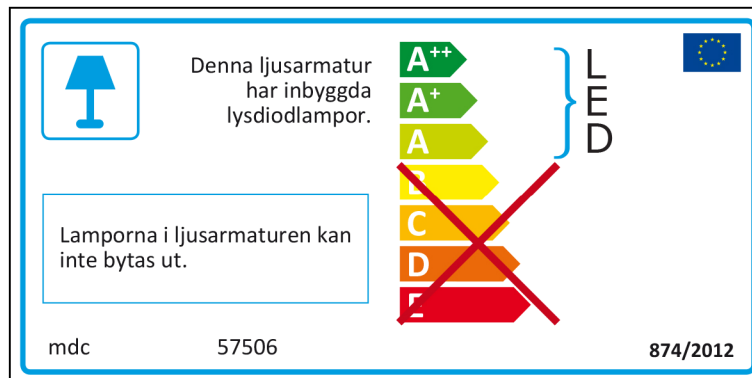 Denna ljusarmatur
har inbyggda
lysdiodlampor.
A++
A+
A
B
C
D
E
L
E
D
Lamporna i ljusarmaturen kan
inte bytas ut.
mdc 57506 874/2012